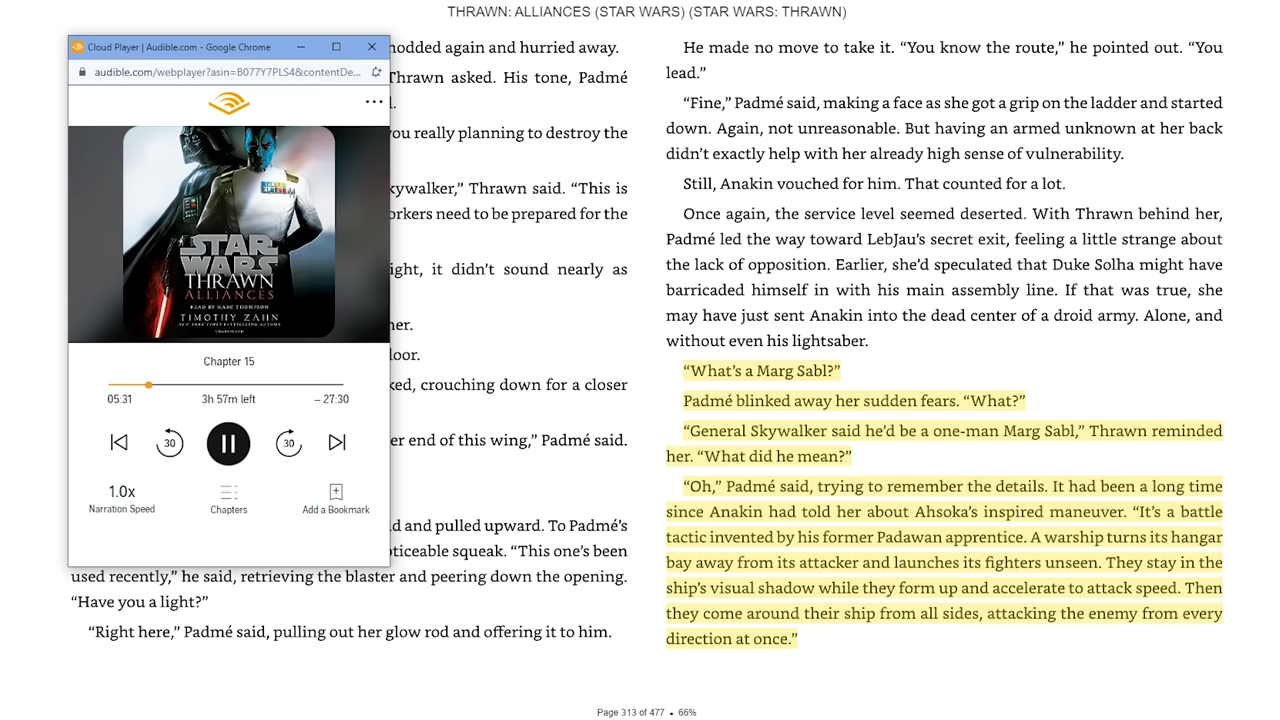 THRAWN: ALLIANCES (STAR WARS) (STAR WARS: THRAWN)
Cloud Player | Audible.com - Google Chrome
audible.com/webplayer?asin=B077Y7PLS4&contentDe...
STAR
WARS
THRAWN
ALLIANCES
READ BY MARC THOMPSON
TIMOTHY ZAHN
NEW YORK TIMES BESTSELLING AUTHOR
UNABRIDGED
Chapter 15
05:31 3h 57m left – 27:30
30 30
1.0x
Narration Speed Chapters Add a Bookmark
nodded again and hurried away.
Thrawn asked. His tone, Padmé
you really planning to destroy the
kywalker,” Thrawn said. “This is
orkers need to be prepared for the
ight, it didn’t sound nearly as
her.
loor.
ked, crouching down for a closer
er end of this wing,” Padmé said.
d and pulled upward. To Padmé’s
oticeable squeak. “This one’s been
used recently,” he said, retrieving the blaster and peering down the opening.
“Have you a light?”
“Right here,” Padmé said, pulling out her glow rod and offering it to him.
He made no move to take it. “You know the route,” he pointed out. “You
lead.”
“Fine,” Padmé said, making a face as she got a grip on the ladder and started
down. Again, not unreasonable. But having an armed unknown at her back
didn’t exactly help with her already high sense of vulnerability.
Still, Anakin vouched for him. That counted for a lot.
Once again, the service level seemed deserted. With Thrawn behind her,
Padmé led the way toward LebJau’s secret exit, feeling a little strange about
the lack of opposition. Earlier, she’d speculated that Duke Solha might have
barricaded himself in with his main assembly line. If that was true, she
may have just sent Anakin into the dead center of a droid army. Alone, and
without even his lightsaber.
“What’s a Marg Sabl?”
Padmé blinked away her sudden fears. “What?”
“General Skywalker said he’d be a one-man Marg Sabl,” Thrawn reminded
her. “What did he mean?”
“Oh,” Padmé said, trying to remember the details. It had been a long time
since Anakin had told her about Ahsoka’s inspired maneuver. “It’s a battle
tactic invented by his former Padawan apprentice. A warship turns its hangar
bay away from its attacker and launches its fighters unseen. They stay in the
ship’s visual shadow while they form up and accelerate to attack speed. Then
they come around their ship from all sides, attacking the enemy from every
direction at once.”
Page 313 of 477 • 66%